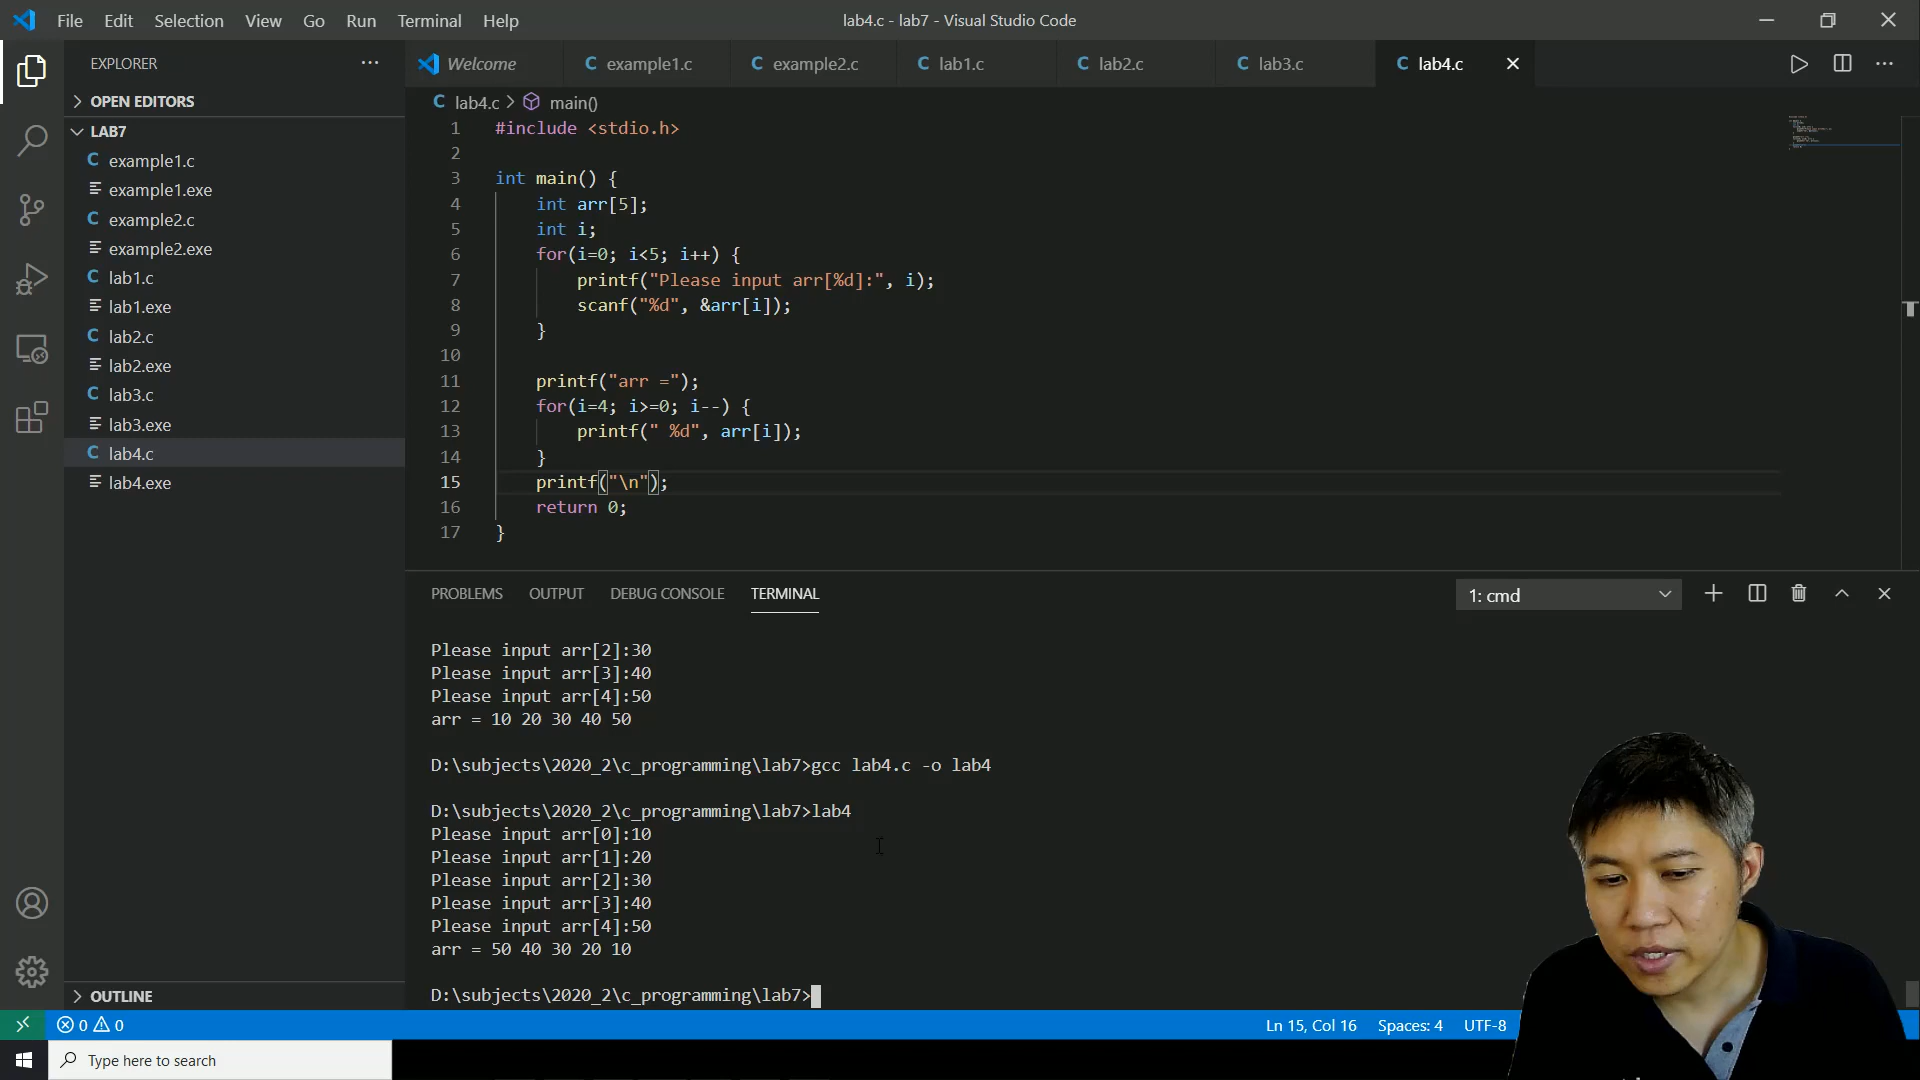 File Edit Selection View Go Run Terminal Help
lab4.c - lab7 - Visual Studio Code
EXPLORER
OPEN EDITORS
LAB7
example1.c
example1.exe
example2.c
example2.exe
lab1.c
lab1.exe
lab2.c
lab2.exe
lab3.c
lab3.exe
lab4.c
lab4.exe
OUTLINE
Welcome example1.c example2.c lab1.c lab2.c lab3.c lab4.c
lab4.c > main()
1 #include <stdio.h>
2
3 int main() {
4 int arr[5];
5 int i;
6 for(i=0; i<5; i++) {
7 printf("Please input arr[%d]:", i);
8 scanf("%d", &arr[i]);
9 }
10
11 printf("arr =");
12 for(i=4; i>=0; i--) {
13 printf(" %d", arr[i]);
14 }
15 printf("\n");
16 return 0;
17 }
PROBLEMS OUTPUT DEBUG CONSOLE TERMINAL
1: cmd
Please input arr[2]:30
Please input arr[3]:40
Please input arr[4]:50
arr = 10 20 30 40 50
D:\subjects\2020_2\c_programming\lab7>gcc lab4.c -o lab4
D:\subjects\2020_2\c_programming\lab7>lab4
Please input arr[0]:10
Please input arr[1]:20
Please input arr[2]:30
Please input arr[3]:40
Please input arr[4]:50
arr = 50 40 30 20 10
D:\subjects\2020_2\c_programming\lab7>
0 0
Ln 15, Col 16 Spaces: 4 UTF-8
Type here to search